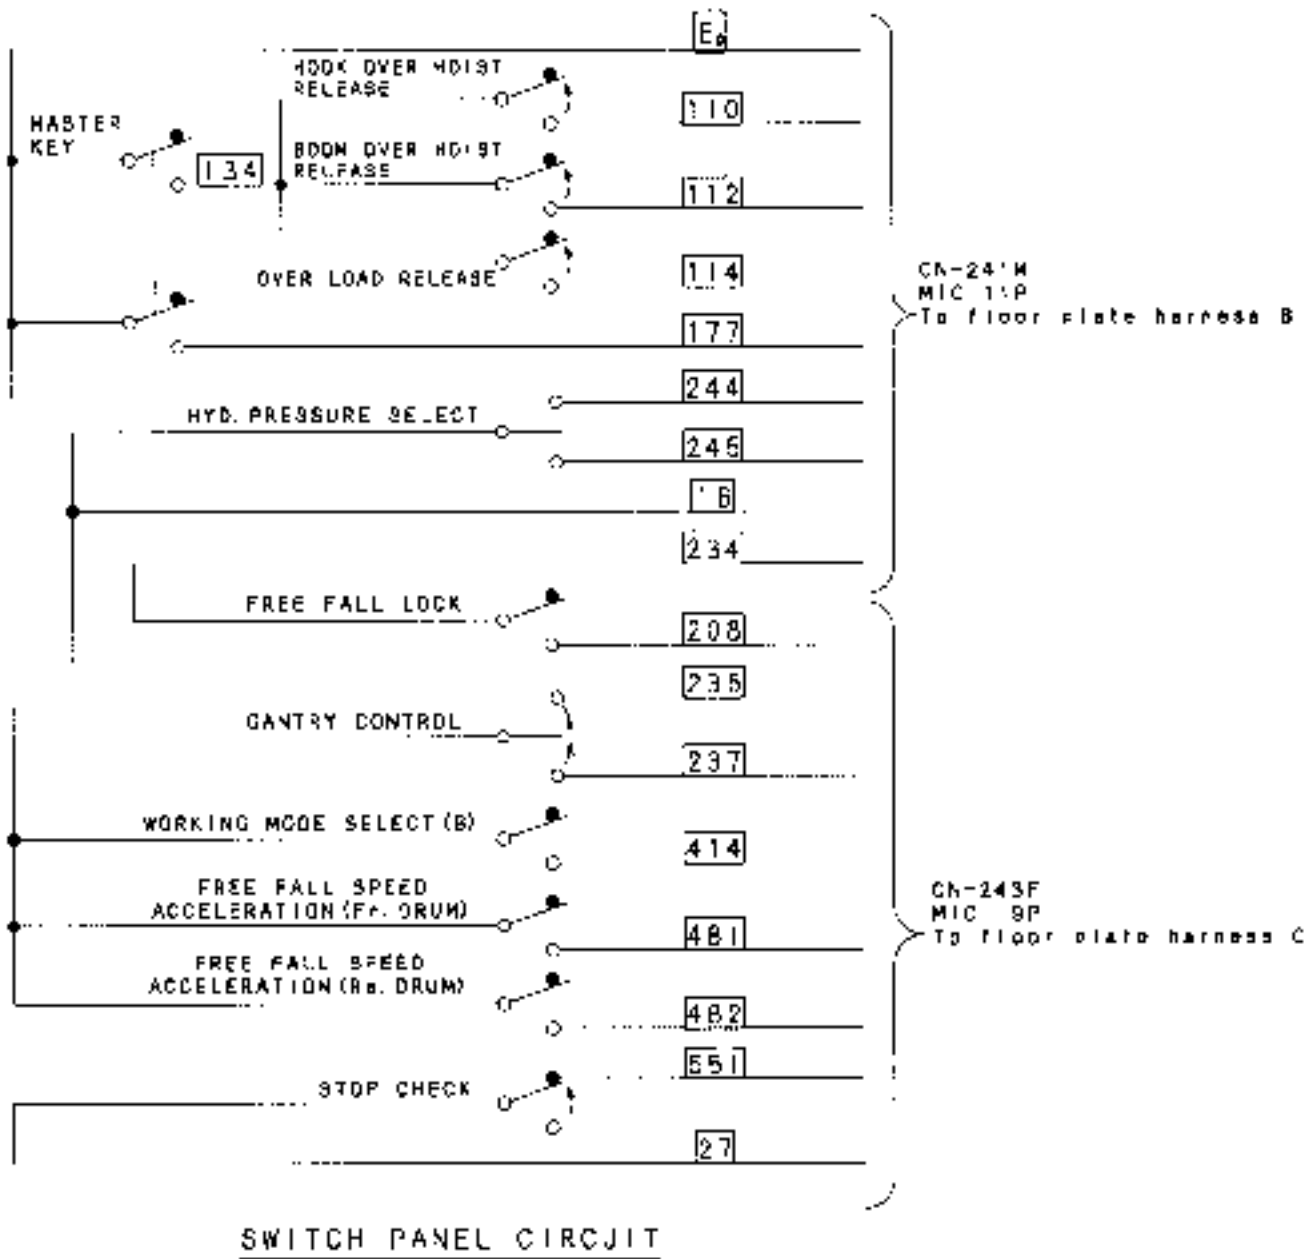 HOOK OVER HOIST
RELEASE
110
MASTER
KEY
134
BOOM OVER HOIST
RELEASE
112
OVER LOAD RELEASE
114
177
244
HYD. PRESSURE SELECT
245
16
234
FREE FALL LOCK
208
235
GANTRY CONTROL
237
WORKING MODE SELECT (B)
414
FREE FALL SPEED
ACCELERATION (Fr. DRUM)
481
FREE FALL SPEED
ACCELERATION (Re. DRUM)
482
551
STOP CHECK
27
CN-241M
MIC
To floor plate harness B
CN-243F
MIC 9P
To floor plate harness C
SWITCH PANEL CIRCUIT